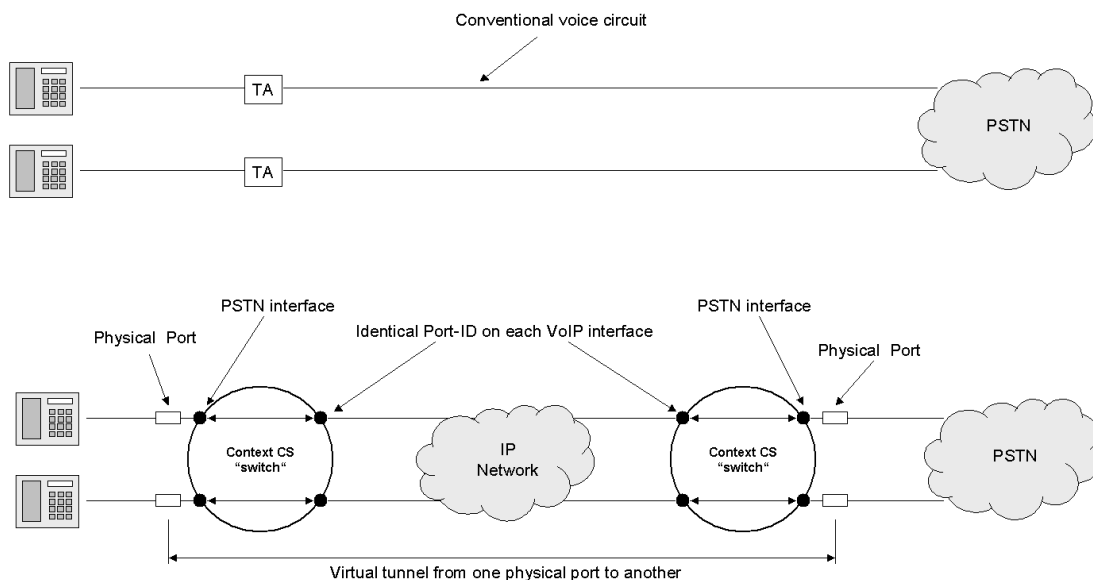 Conventional voice circuit
TA
PSTN
TA
PSTN interface
PSTN interface
Physical Port
Identical Port-ID on each VoIP interface
Physical Port
Context CS
"switch"
IP
Network
Context CS
"switch"
PSTN
Virtual tunnel from one physical port to another